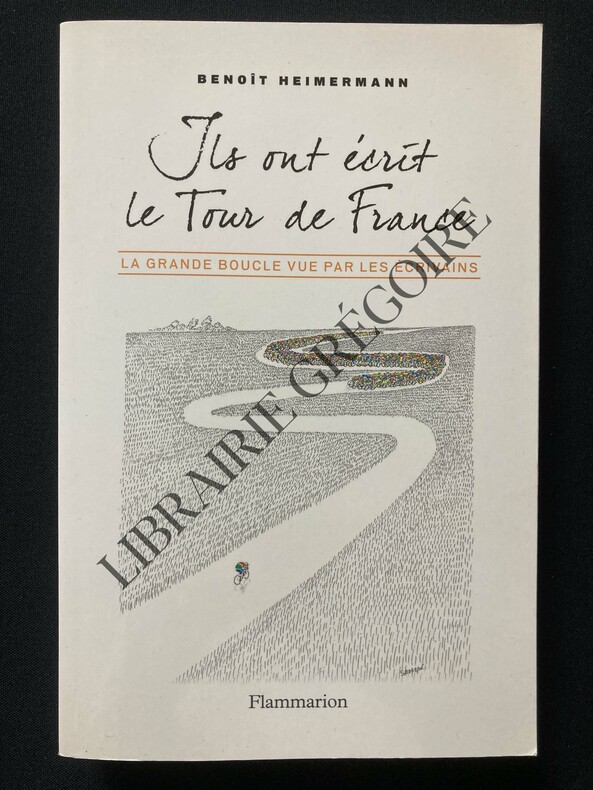 BENOÎT HEIMERMANN
Ils ont écrit
le Tour de France
LA GRANDE BOUCLE VUE PAR LES ÉCRIVAINS
LIBRAIRIE GRÉGOIRE
Sempé
Flammarion